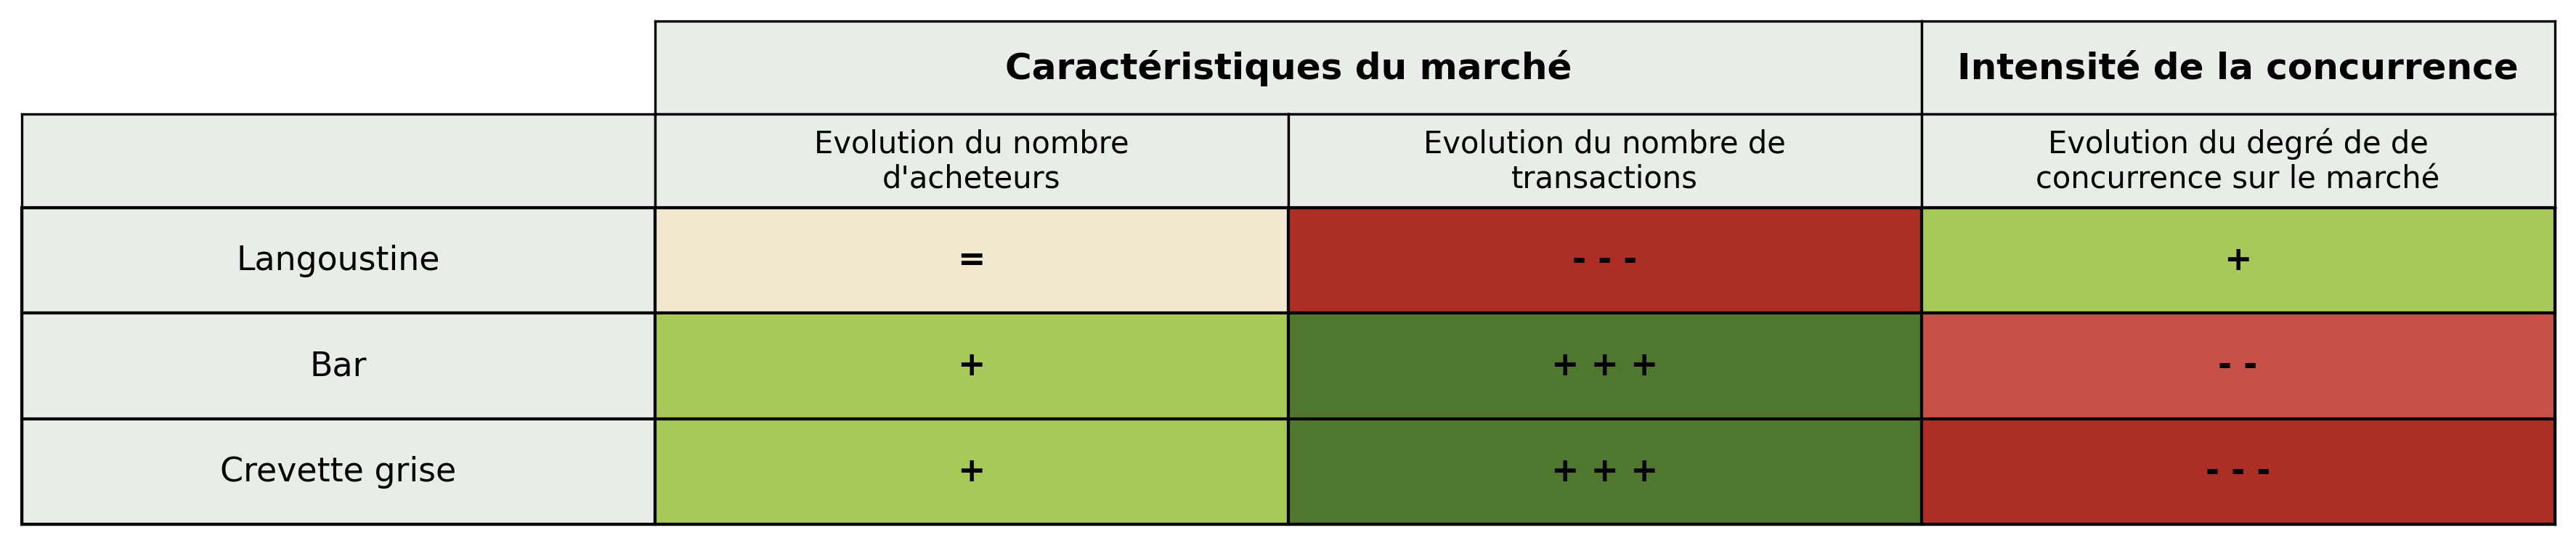 Caractéristiques du marché
Intensité de la concurrence
Evolution du nombre
d'acheteurs
Evolution du nombre de
transactions
Evolution du degré de de
concurrence sur le marché
Langoustine
=
- - -
+
Bar
+
+ + +
- -
Crevette grise
+
+ + +
- - -